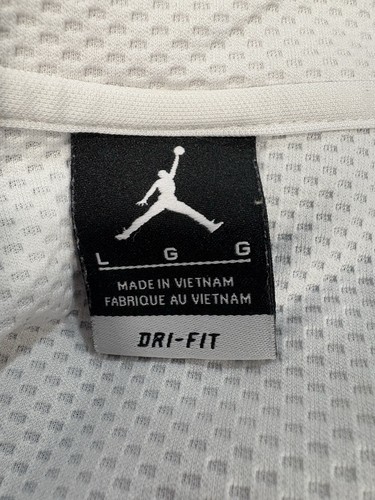 L G G
MADE IN VIETNAM
FABRIQUE AU VIETNAM
DRI-FIT